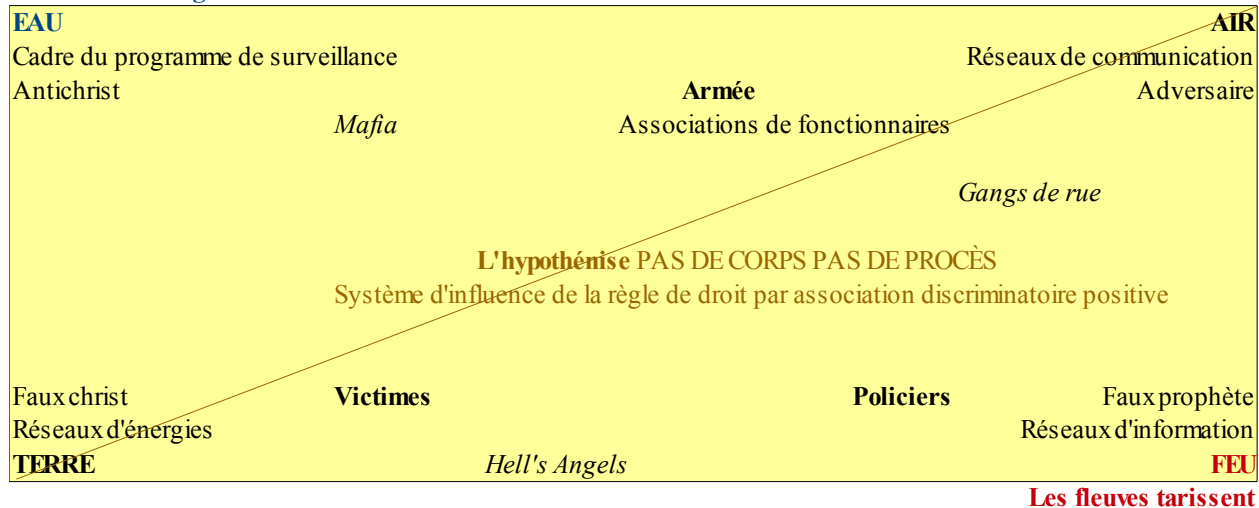 EAU AIR
Cadre du programme de surveillance Réseaux de communication
Antichrist Armée Adversaire
Mafia Associations de fonctionnaires
Gangs de rue
L'hypothénise PAS DE CORPS PAS DE PROCÈS
Système d'influence de la règle de droit par association discriminatoire positive
Faux christ Victimes Policiers Faux prophète
Réseaux d'énergies Réseaux d'information
TERRE Hell's Angels FEU
Les fleuves tarissent